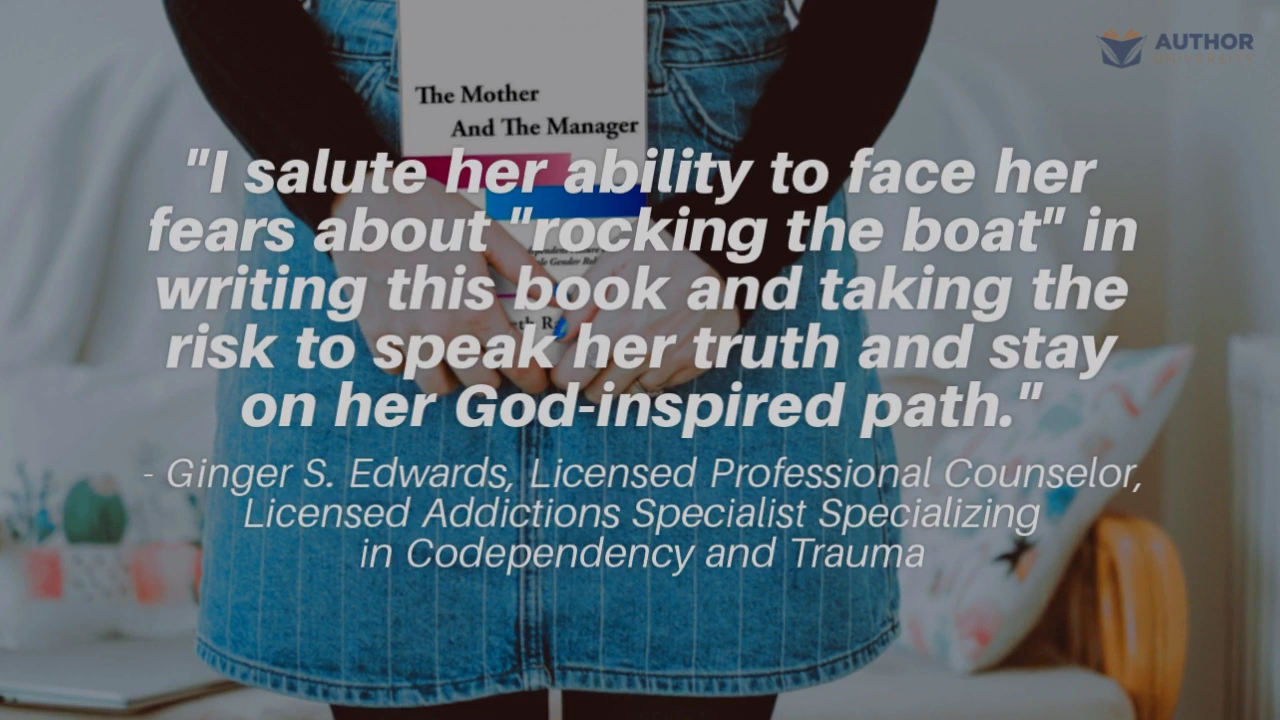 AUTHOR
UNIVERSITY
The Mother
And The Manager
"I salute her ability to face her
fears about "rocking the boat" in
writing this book and taking the
risk to speak her truth and stay
on her God-inspired path."
- Ginger S. Edwards, Licensed Professional Counselor,
Licensed Addictions Specialist Specializing
in Codependency and Trauma